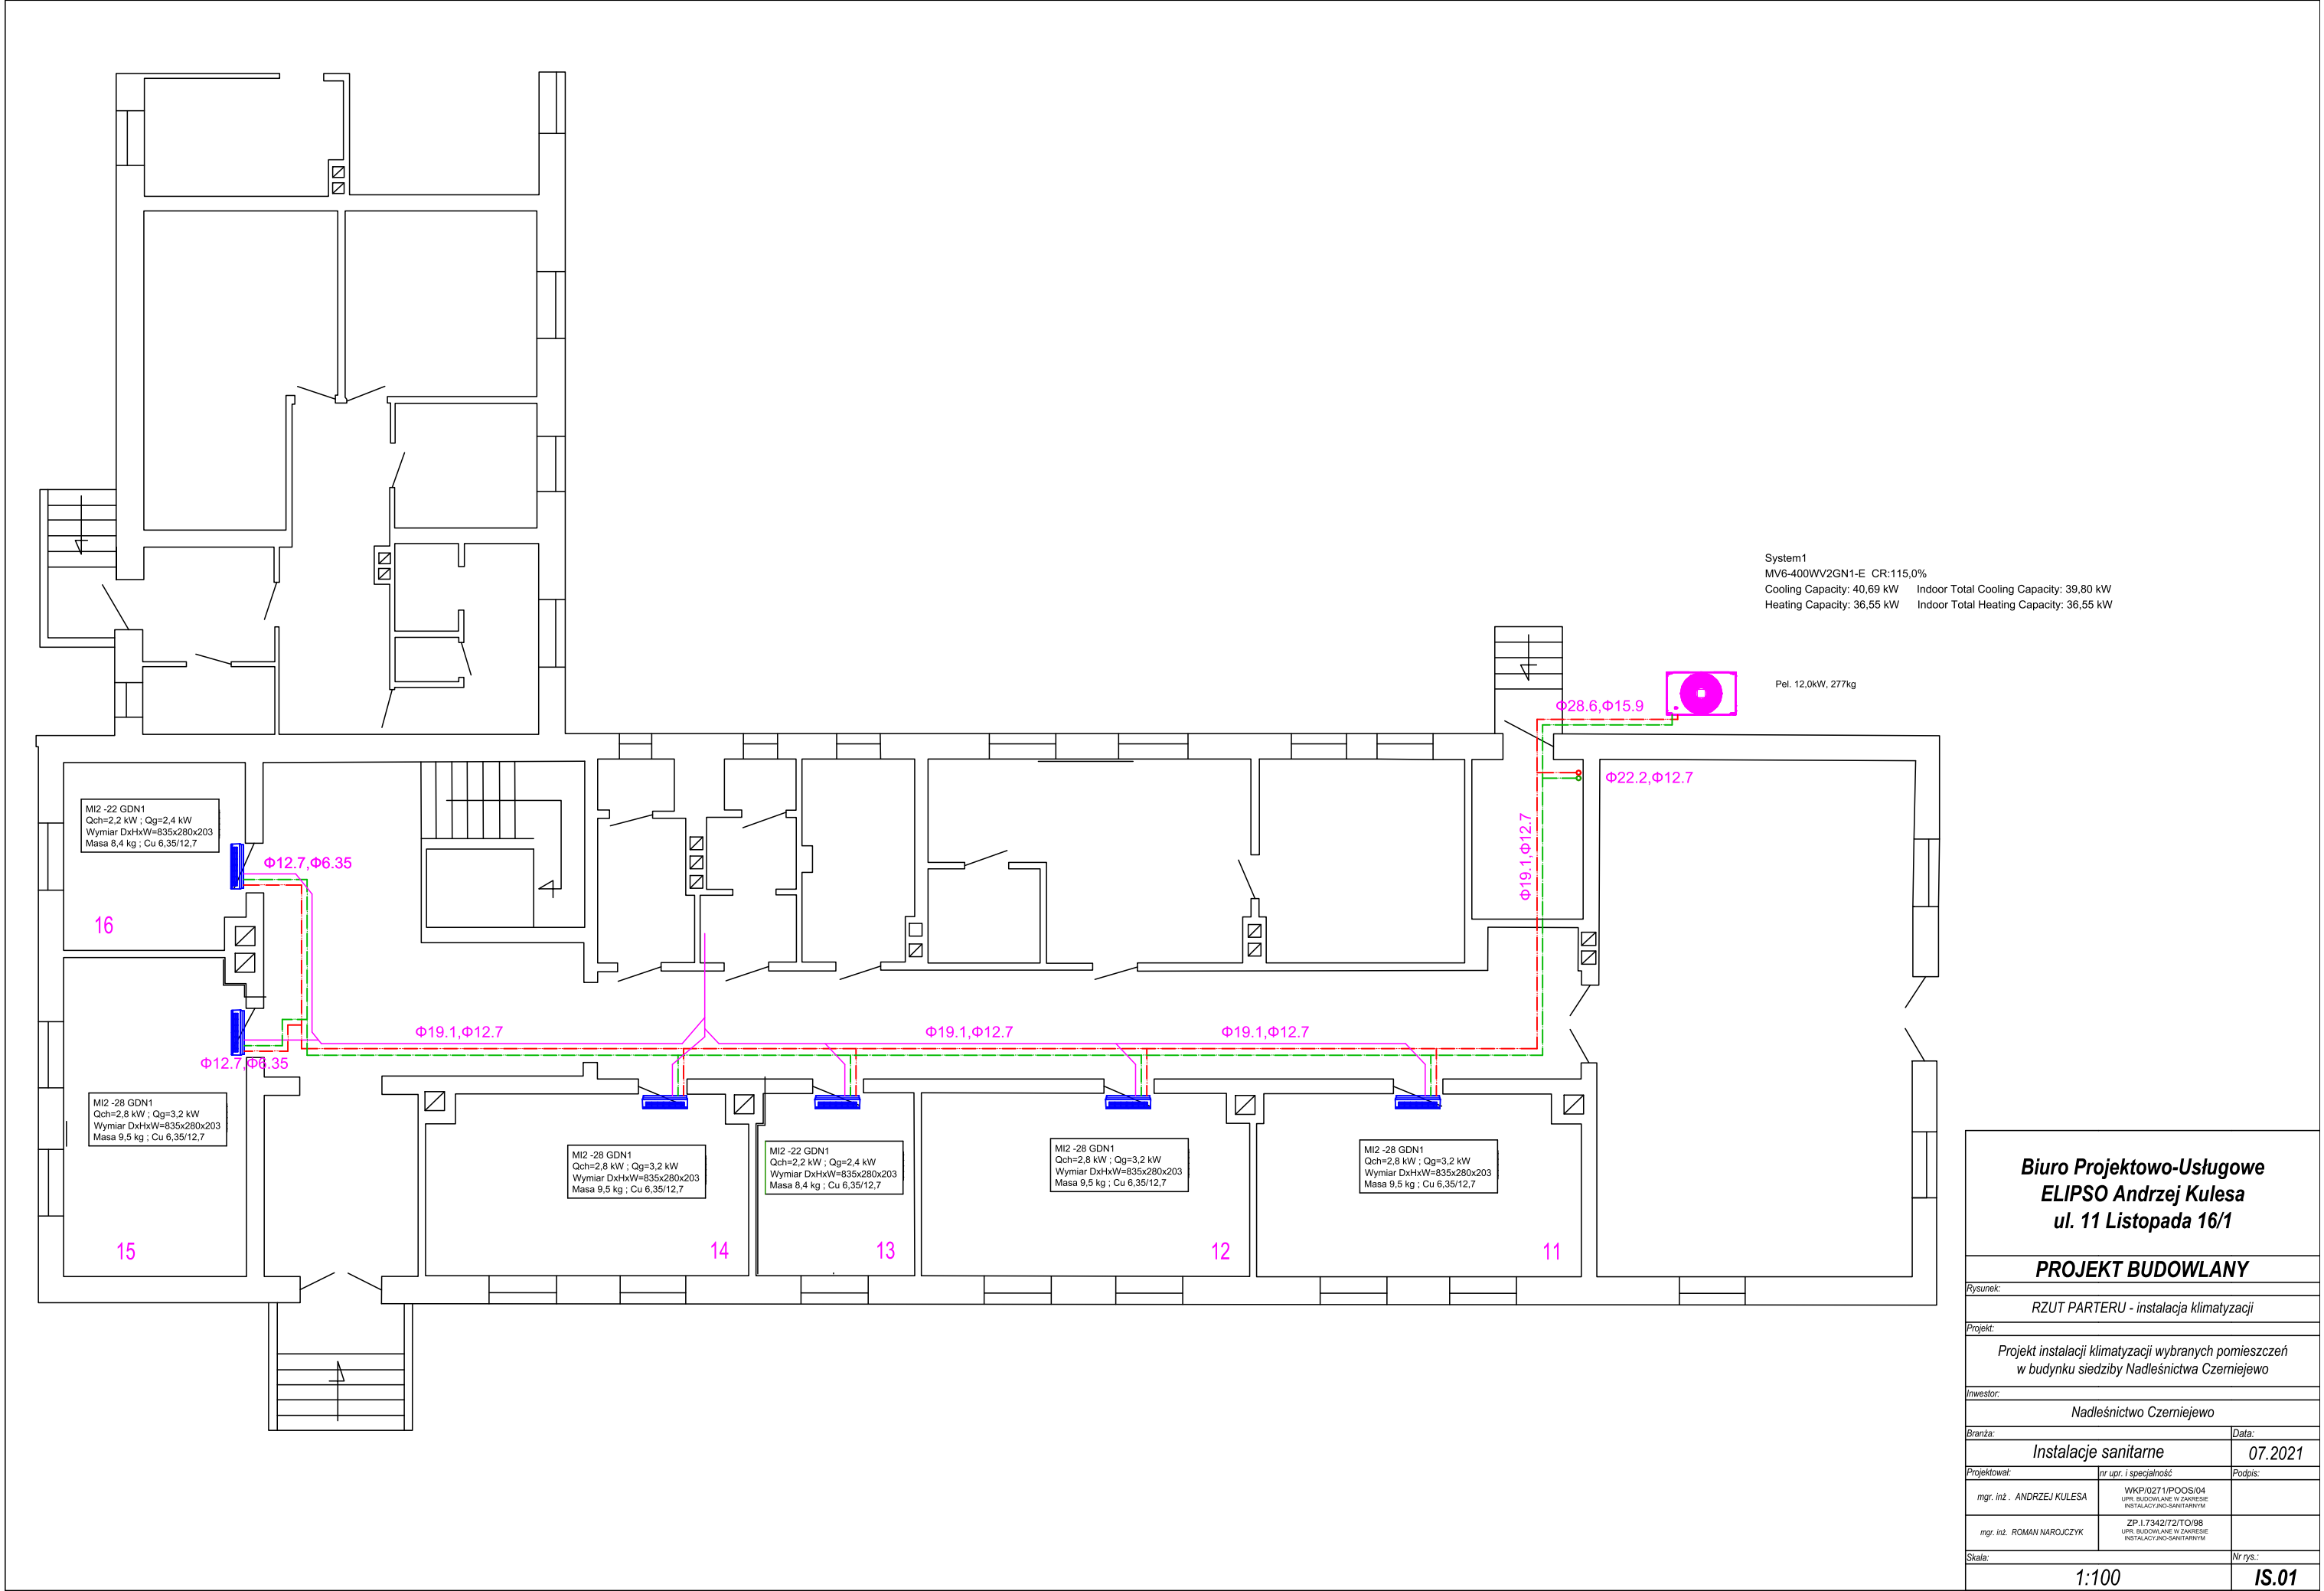 System1
MV6-400WV2GN1-E CR:115,0%
Cooling Capacity: 40,69 kW Indoor Total Cooling Capacity: 39,80 kW
Heating Capacity: 36,55 kW Indoor Total Heating Capacity: 36,55 kW
Pel. 12,0kW, 277kg
Φ28.6,Φ15.9
Φ22.2,Φ12.7
Φ19.1,Φ12.7
MI2 -22 GDN1
Qch=2,2 kW ; Qg=2,4 kW
Wymiar DxHxW=835x280x203
Masa 8,4 kg ; Cu 6,35/12,7
Φ12.7,Φ6.35
16
Φ19.1,Φ12.7
Φ19.1,Φ12.7
Φ19.1,Φ12.7
Φ12.7,Φ6.35
MI2 -28 GDN1
Qch=2,8 kW ; Qg=3,2 kW
Wymiar DxHxW=835x280x203
Masa 9,5 kg ; Cu 6,35/12,7
15
MI2 -28 GDN1
Qch=2,8 kW ; Qg=3,2 kW
Wymiar DxHxW=835x280x203
Masa 9,5 kg ; Cu 6,35/12,7
14
MI2 -22 GDN1
Qch=2,2 kW ; Qg=2,4 kW
Wymiar DxHxW=835x280x203
Masa 8,4 kg ; Cu 6,35/12,7
13
MI2 -28 GDN1
Qch=2,8 kW ; Qg=3,2 kW
Wymiar DxHxW=835x280x203
Masa 9,5 kg ; Cu 6,35/12,7
12
MI2 -28 GDN1
Qch=2,8 kW ; Qg=3,2 kW
Wymiar DxHxW=835x280x203
Masa 9,5 kg ; Cu 6,35/12,7
11
Biuro Projektowo-Usługowe
ELIPSO Andrzej Kulesa
ul. 11 Listopada 16/1
PROJEKT BUDOWLANY
Rysunek:
RZUT PARTERU - instalacja klimatyzacji
Projekt:
Projekt instalacji klimatyzacji wybranych pomieszczeń
w budynku siedziby Nadleśnictwa Czerniejewo
Inwestor:
Nadleśnictwo Czerniejewo
Branża: Data:
Instalacje sanitarne 07.2021
Projektował: nr upr. i specjalność Podpis:
mgr. inż . ANDRZEJ KULESA WKP/0271/POOS/04
UPR. BUDOWLANE W ZAKRESIE
INSTALACYJNO-SANITARNYM
mgr. inż. ROMAN NAROJCZYK ZP.I.7342/72/TO/98
UPR. BUDOWLANE W ZAKRESIE
INSTALACYJNO-SANITARNYM
Skala: Nr rys.:
1:100 IS.01